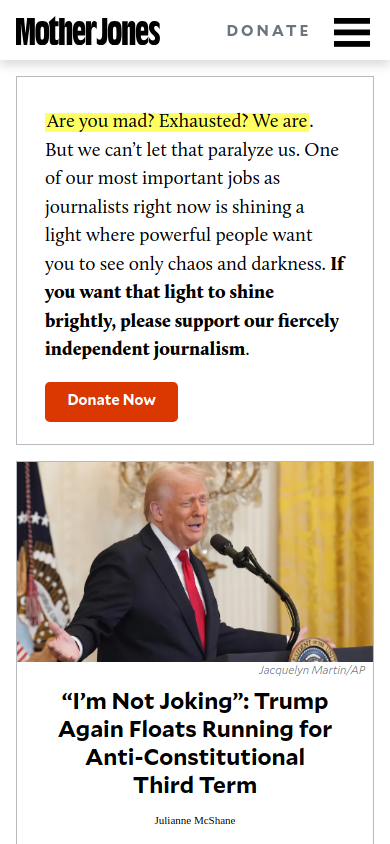 Mother Jones
DONATE
Are you mad? Exhausted? We are.
But we can’t let that paralyze us. One
of our most important jobs as
journalists right now is shining a
light where powerful people want
you to see only chaos and darkness. If
you want that light to shine
brightly, please support our fiercely
independent journalism.
Donate Now
Jacquelyn Martin/AP
“I’m Not Joking”: Trump
Again Floats Running for
Anti-Constitutional
Third Term
Julianne McShane